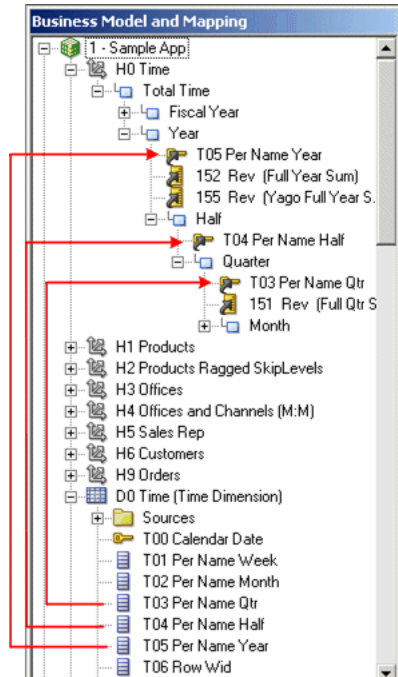 Business Model and Mapping
1 - Sample App
H0 Time
Total Time
Fiscal Year
Year
T05 Per Name Year
152 Rev (Full Year Sum)
155 Rev (Yago Full Year S.
Half
T04 Per Name Half
Quarter
T03 Per Name Qtr
151 Rev (Full Qtr S
Month
H1 Products
H2 Products Ragged SkipLevels
H3 Offices
H4 Offices and Channels (M:M)
H5 Sales Rep
H6 Customers
H9 Orders
D0 Time (Time Dimension)
Sources
T00 Calendar Date
T01 Per Name Week
T02 Per Name Month
T03 Per Name Qtr
T04 Per Name Half
T05 Per Name Year
T06 Row Wid